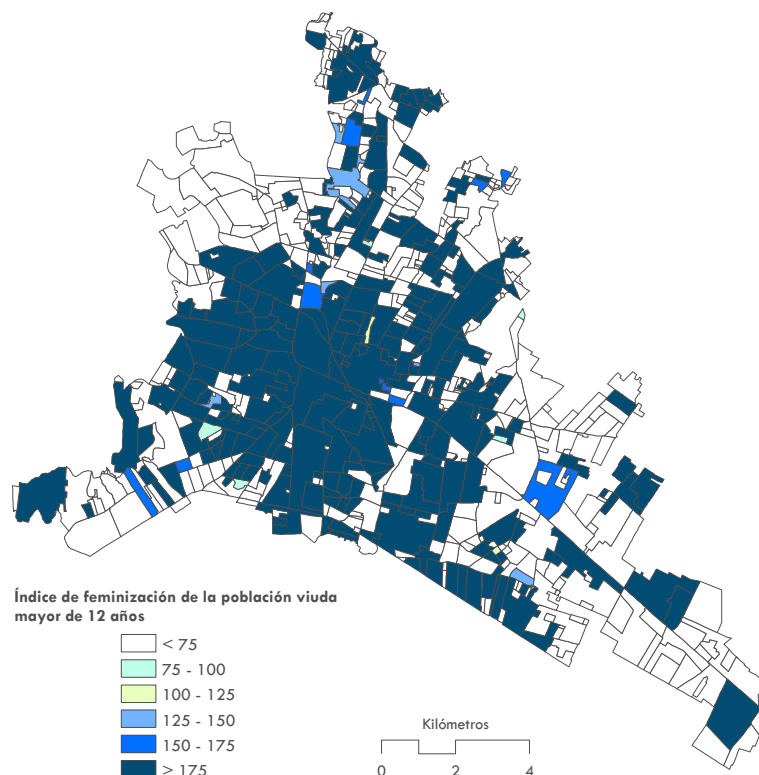 Índice de feminización de la población viuda
mayor de 12 años
< 75
75 - 100
100 - 125
125 - 150
150 - 175
> 175
Kilómetros
0 2 4